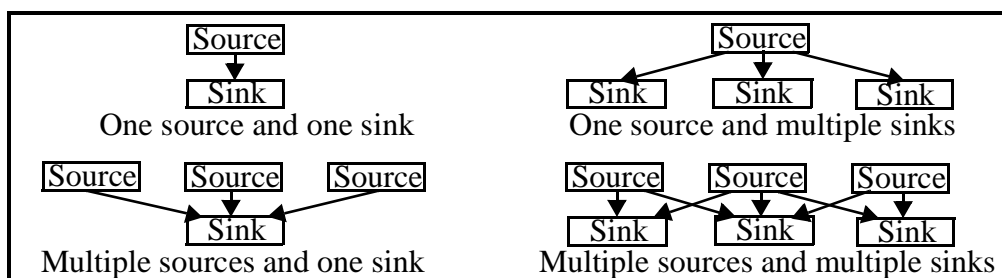 Source
Sink
One source and one sink
Source
Sink Sink Sink
One source and multiple sinks
Source Source Source
Sink
Multiple sources and one sink
Source Source Source
Sink Sink Sink
Multiple sources and multiple sinks